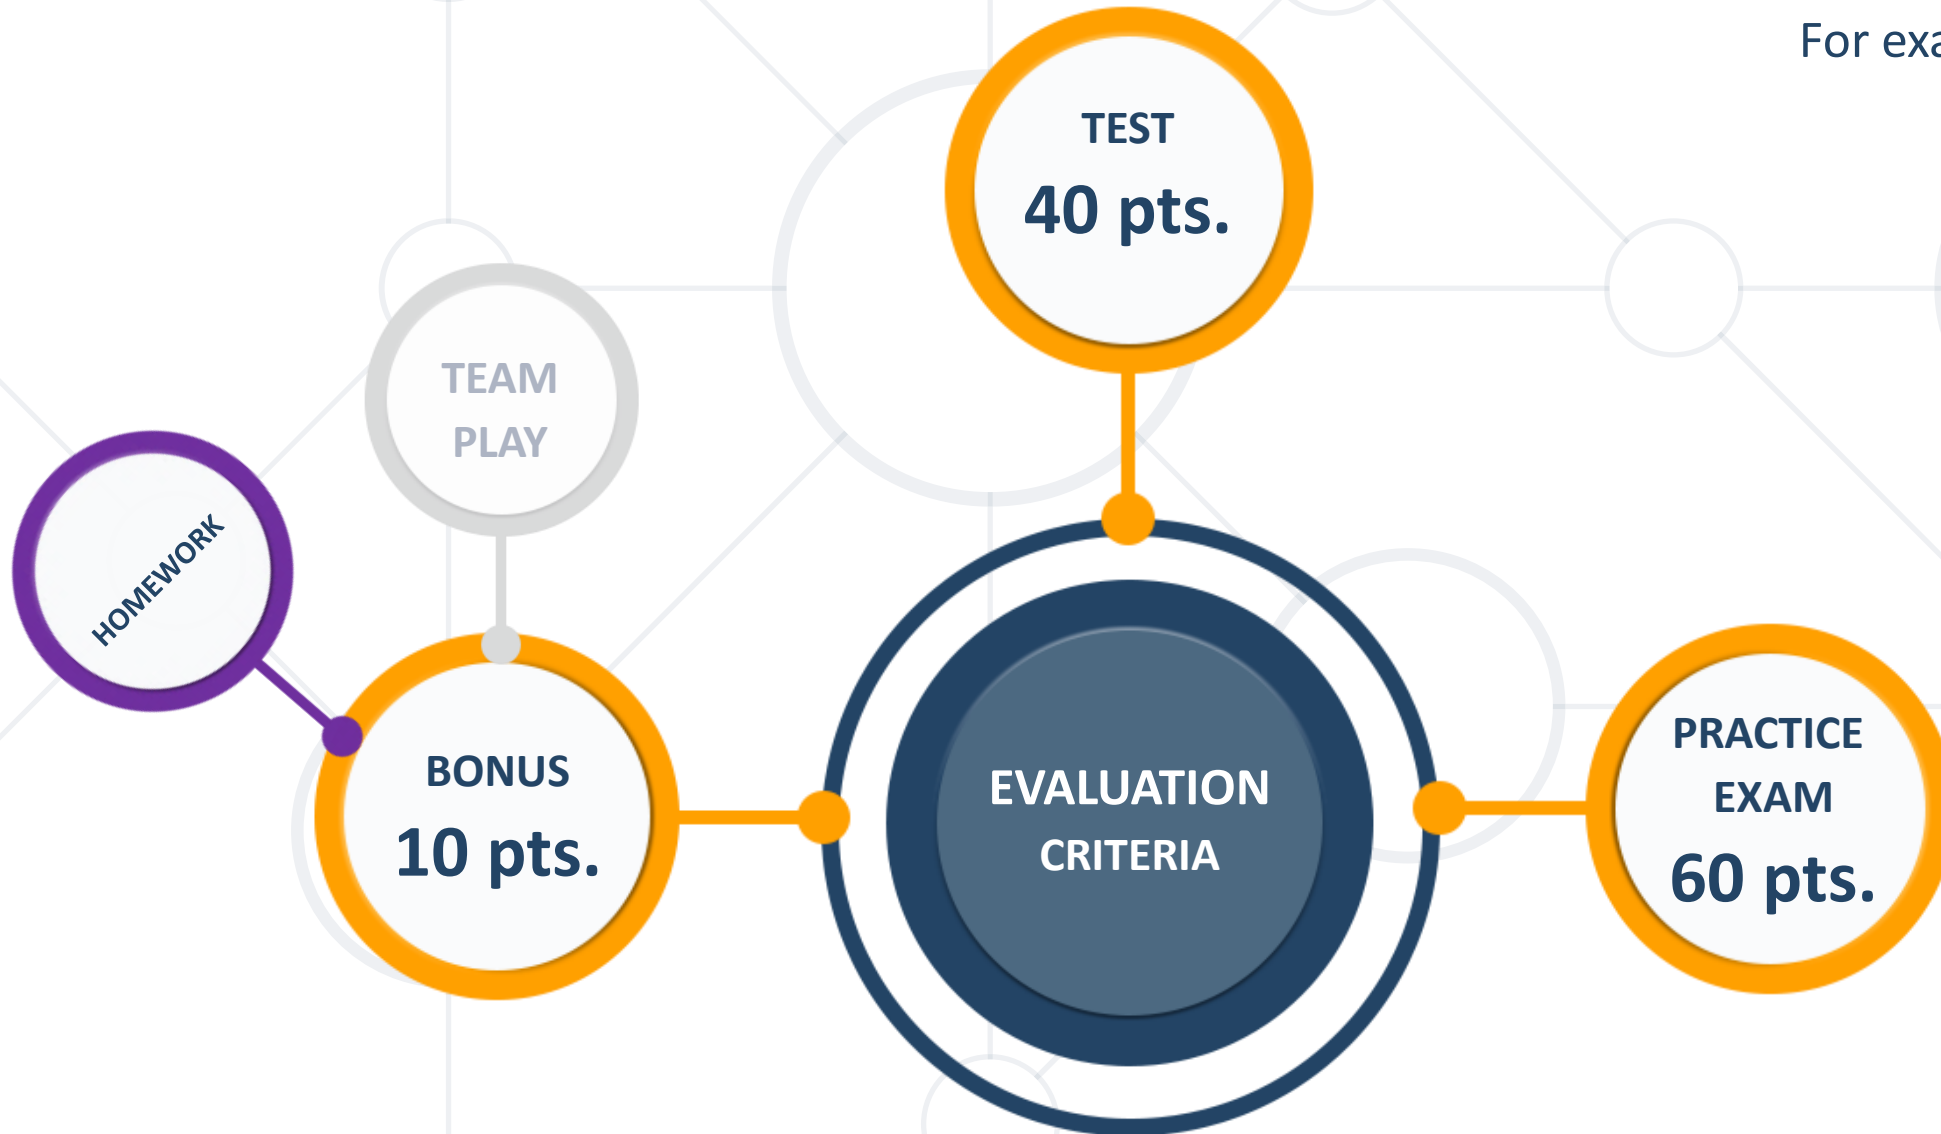 For exa
TEST
40 pts.
TEAM
PLAY
HOMEWORK
BONUS
10 pts.
EVALUATION
CRITERIA
PRACTICE
EXAM
60 pts.